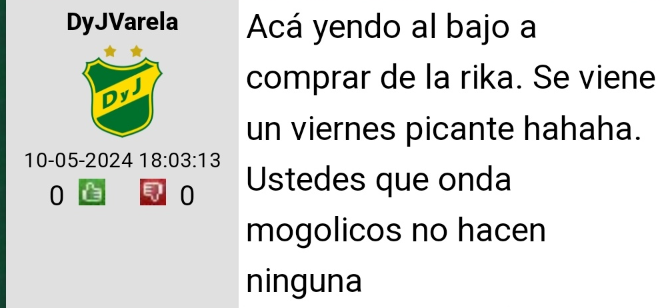 DyJVarela
DyJ
10-05-2024 18:03:13
0 0
Acá yendo al bajo a
comprar de la rika. Se viene
un viernes picante hahaha.
Ustedes que onda
mogolicos no hacen
ninguna